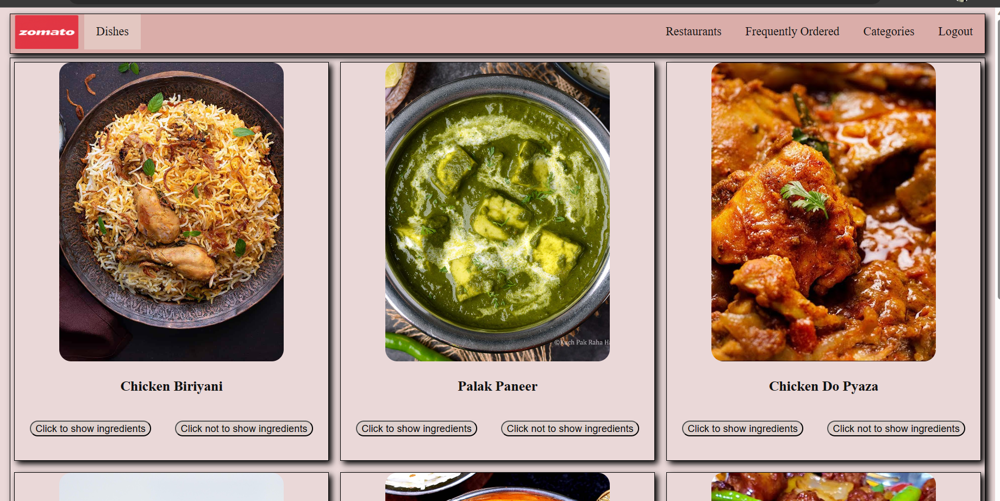 zomato
Dishes
Restaurants
Frequently Ordered
Categories
Logout
©Kuch Pak Raha
Chicken Biriyani
Palak Paneer
Chicken Do Pyaza
Click to show ingredients
Click not to show ingredients
Click to show ingredients
Click not to show ingredients
Click to show ingredients
Click not to show ingredients